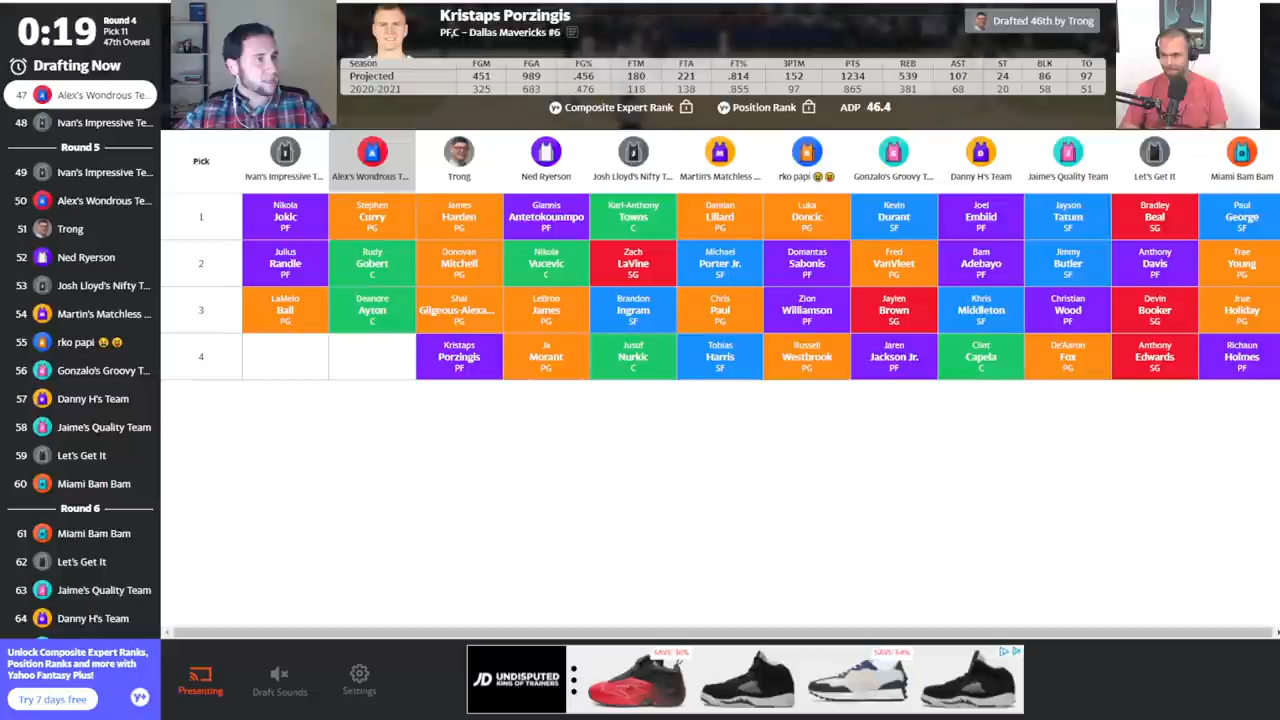 0:19
Round 4
Pick 11
47th Overall
Drafting Now
47 Alex's Wondrous Te...
48 Ivan's Impressive Te...
Round 5
49 Ivan's Impressive Te...
50 Alex's Wondrous Te...
51 Trong
52 Ned Ryerson
53 Josh Lloyd's Nifty T...
54 Martin's Matchless ...
55 rko papi 😢😝
56 Gonzalo's Groovy T...
57 Danny H's Team
58 Jaime's Quality Team
59 Let's Get It
60 Miami Bam Bam
Round 6
61 Miami Bam Bam
62 Let's Get It
63 Jaime's Quality Team
64 Danny H's Team
Unlock Composite Expert Ranks,
Position Ranks and more with
Yahoo Fantasy Plus!
Try 7 days free
Y+
Kristaps Porzingis
PF,C - Dallas Mavericks #6
Drafted 46th by Trong
Season FGM FGA FG% FTM FTA FT% 3PTM PTS REB AST ST BLK TO
Projected 451 989 .456 180 221 .814 152 1234 539 107 24 86 97
2020-2021 325 683 .476 118 138 .855 97 865 381 68 20 58 51
Y+ Composite Expert Rank Y+ Position Rank ADP 46.4
Pick Ivan's Impressive T... Alex's Wondrous T... Trong Ned Ryerson Josh Lloyd's Nifty T... Martin's Matchless ... rko papi 😢😝 Gonzalo's Groovy T... Danny H's Team Jaime's Quality Team Let's Get It Miami Bam Bam
Nikola Stephen James Giannis Karl-Anthony Damian Luka Kevin Joel Jayson Bradley Paul
1 Jokic Curry Harden Antetokounmpo Towns Lillard Doncic Durant Embiid Tatum Beal George
PF PG PG PF C PG PG SF PF SF SG SF
Julius Rudy Donovan Nikola Zach Michael Domantas Fred Bam Jimmy Anthony Trae
2 Randle Gobert Mitchell Vucevic LaVine Porter Jr. Sabonis VanVleet Adebayo Butler Davis Young
PF C PG C SG SF PF PG PF SF PF PG
LaMelo Deandre Shai LeBron Brandon Chris Zion Jaylen Khris Christian Devin Jrue
3 Ball Ayton Gilgeous-Alexa... James Ingram Paul Williamson Brown Middleton Wood Booker Holiday
PG C PG PG SF PG PF SG SF PF SG PG
Kristaps Ja Jusuf Tobias Russell Jaren Clint De'Aaron Anthony Richaun
4 Porzingis Morant Nurkic Harris Westbrook Jackson Jr. Capela Fox Edwards Holmes
PF PG C SF PG PF C PG SG PF
Presenting
Draft Sounds
Settings
JD UNDISPUTED
KING OF TRAINERS
SAVE 64%